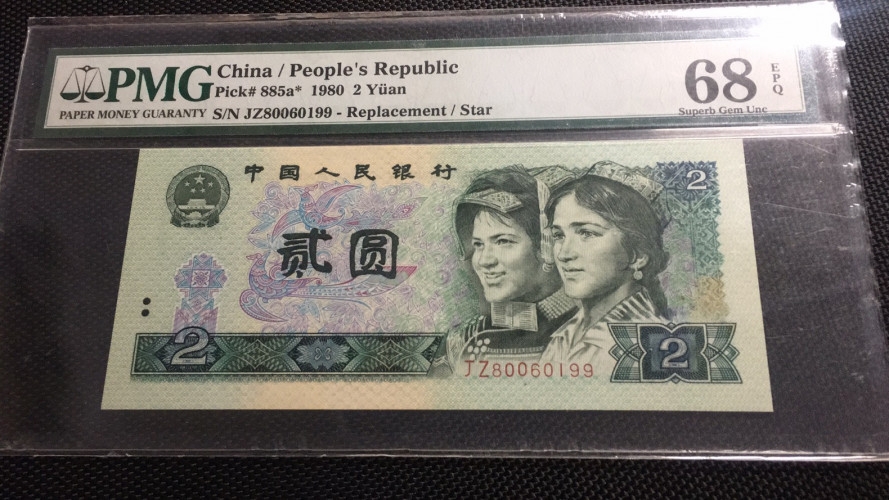 PMG
PAPER MONEY GUARANTY
China / People's Republic
Pick# 885a* 1980 2 Yüan
S/N JZ80060199 - Replacement / Star
68 EPQ
Superb Gem Unc
中国人民银行
2
贰圆
2
2
JZ80060199